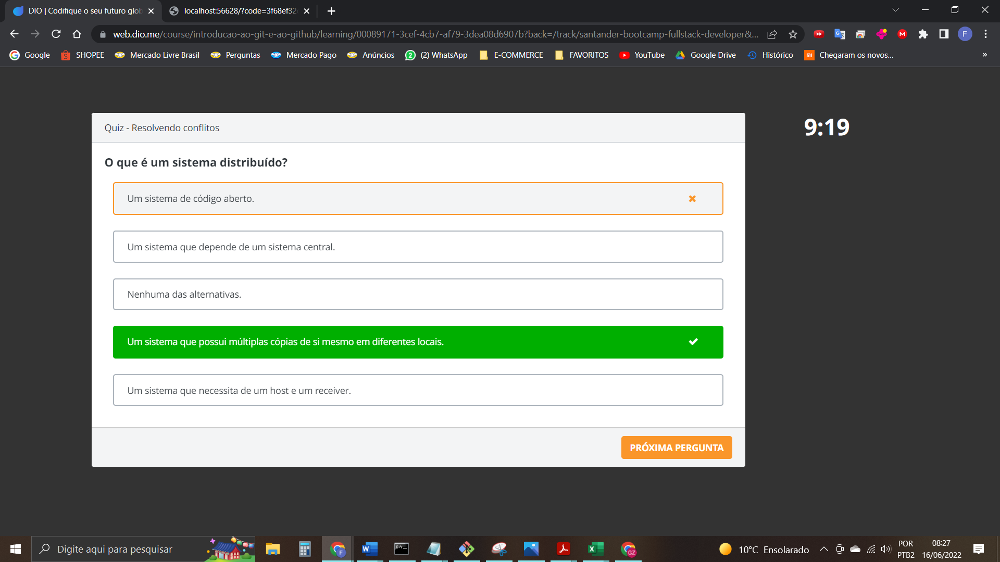 DIO | Codifique o seu futuro glob
localhost:56628/?code=3f68ef32
web.dio.me/course/introducao-ao-git-e-ao-github/learning/00089171-3cef-4cb7-af79-3dea08d6907b?back=/track/santander-bootcamp-fullstack-developer&...
F
Google SHOPEE Mercado Livre Brasil Perguntas Mercado Pago Anúncios (2) WhatsApp E-COMMERCE FAVORITOS YouTube Google Drive Histórico Chegaram os novos... »
Quiz - Resolvendo conflitos
9:19
O que é um sistema distribuído?
Um sistema de código aberto.
Um sistema que depende de um sistema central.
Nenhuma das alternativas.
Um sistema que possui múltiplas cópias de si mesmo em diferentes locais.
Um sistema que necessita de um host e um receiver.
PRÓXIMA PERGUNTA
Digite aqui para pesquisar
10°C Ensolarado
POR
PTB2
08:27
16/06/2022